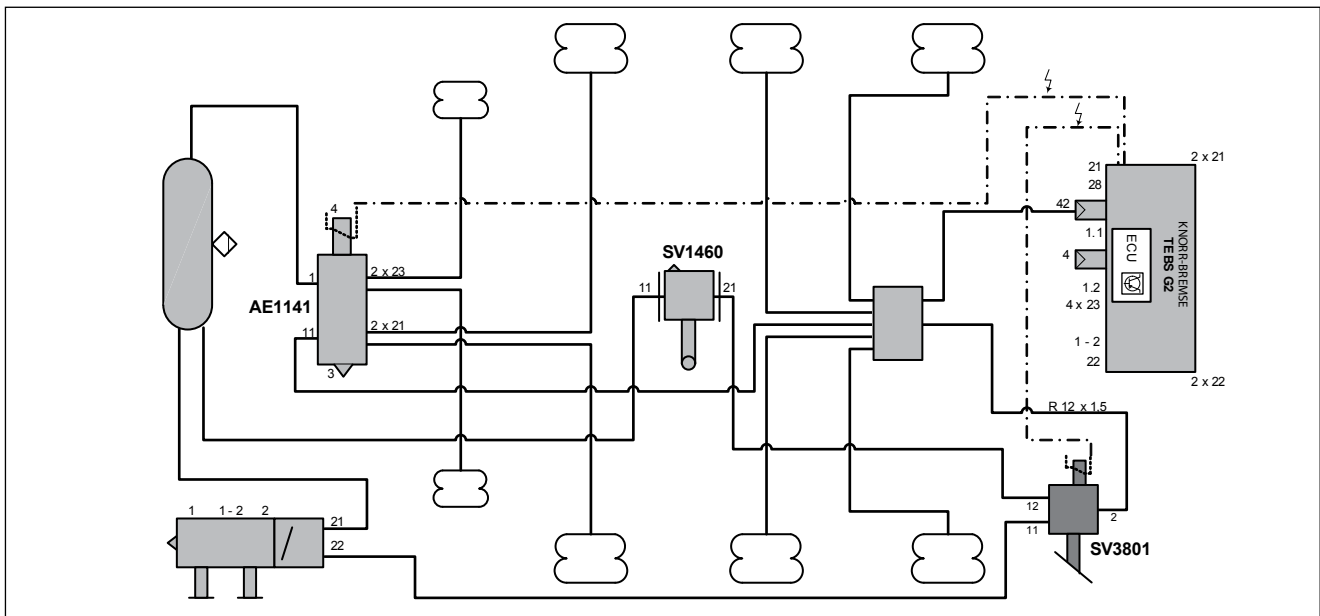 2 x 21
21
28
42
1.1
KNORR-BREMSE
TEBS G2
ECU
4
SV1460
4
1.2
11
21
1
2 x 23
AE1141
4 x 23
2 x 21
11
1 - 2
22
3
2 x 22
R 12 x 1.5
1
1 - 2
2
21
12
2
22
11
SV3801